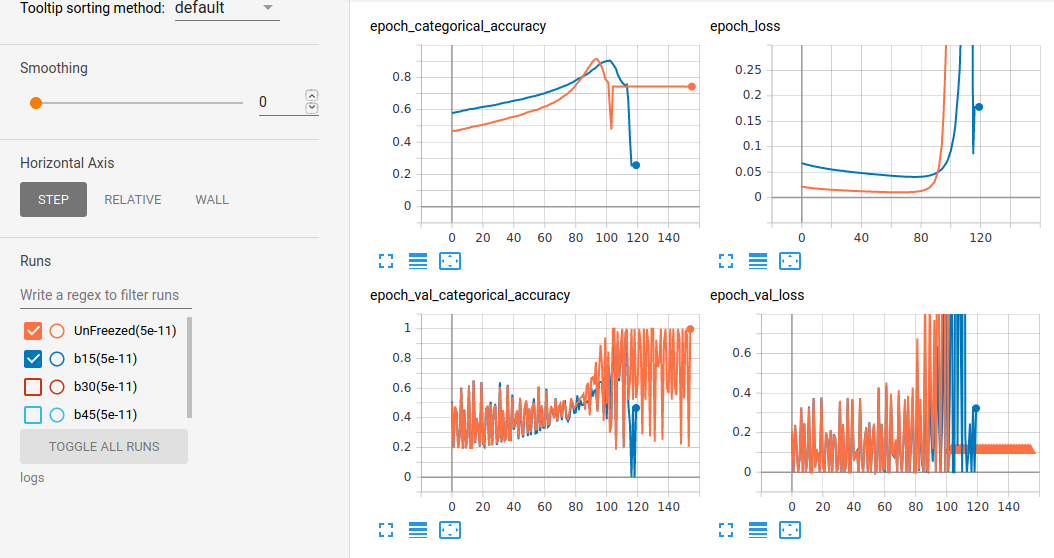 Tooltip sorting method: default
Smoothing
0
Horizontal Axis
STEP RELATIVE WALL
Runs
Write a regex to filter runs
UnFreezed(5e-11)
b15(5e-11)
b30(5e-11)
b45(5e-11)
TOGGLE ALL RUNS
logs
epoch_categorical_accuracy
0.8
0.6
0.4
0.2
0
0 20 40 60 80 100 120 140
epoch_loss
0.25
0.2
0.15
0.1
0.05
0
0 40 80 120
epoch_val_categorical_accuracy
1
0.8
0.6
0.4
0.2
0
0 20 40 60 80 100 120 140
epoch_val_loss
0.6
0.4
0.2
0
0 20 40 60 80 100 120 140